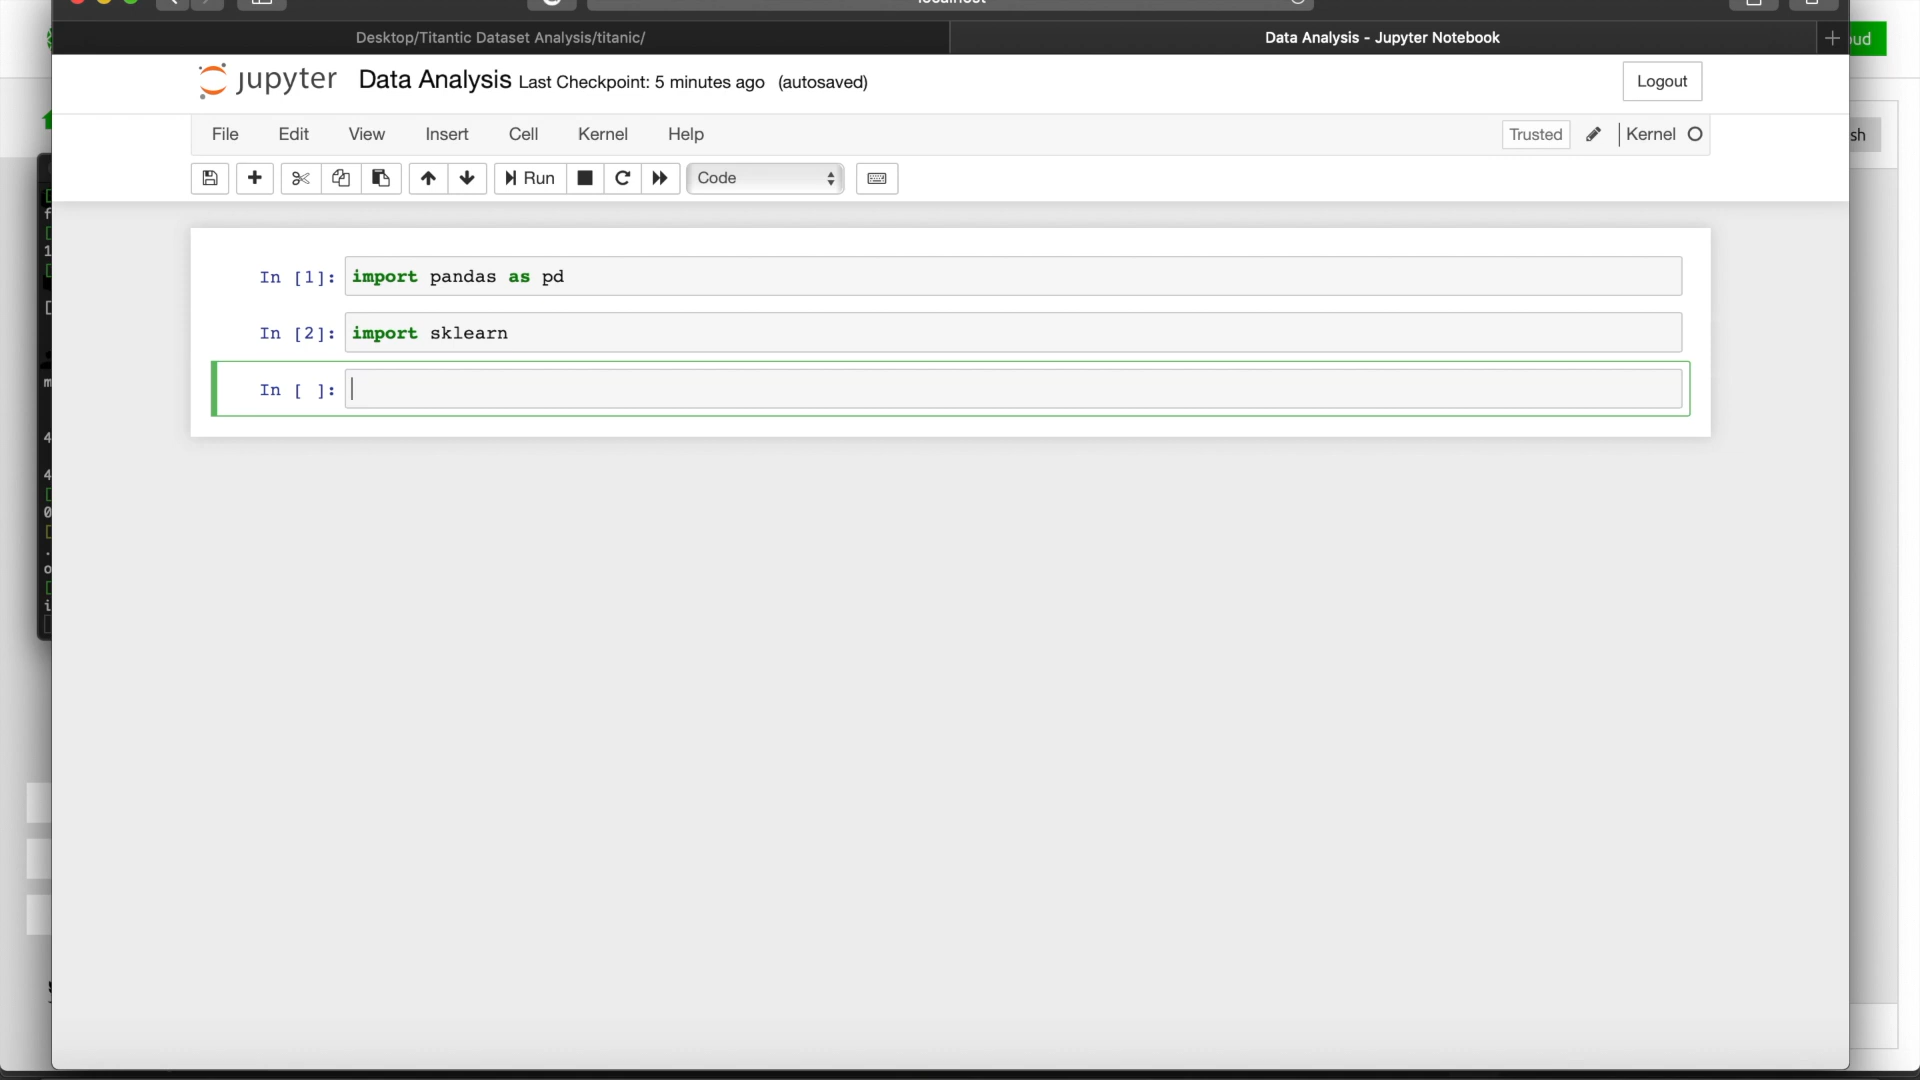 Desktop/Titantic Dataset Analysis/titanic/
Data Analysis - Jupyter Notebook
jupyter Data Analysis Last Checkpoint: 5 minutes ago (autosaved)
Logout
File Edit View Insert Cell Kernel Help
Trusted
Kernel
Run
Code
In [1]: import pandas as pd
In [2]: import sklearn
In [ ]: